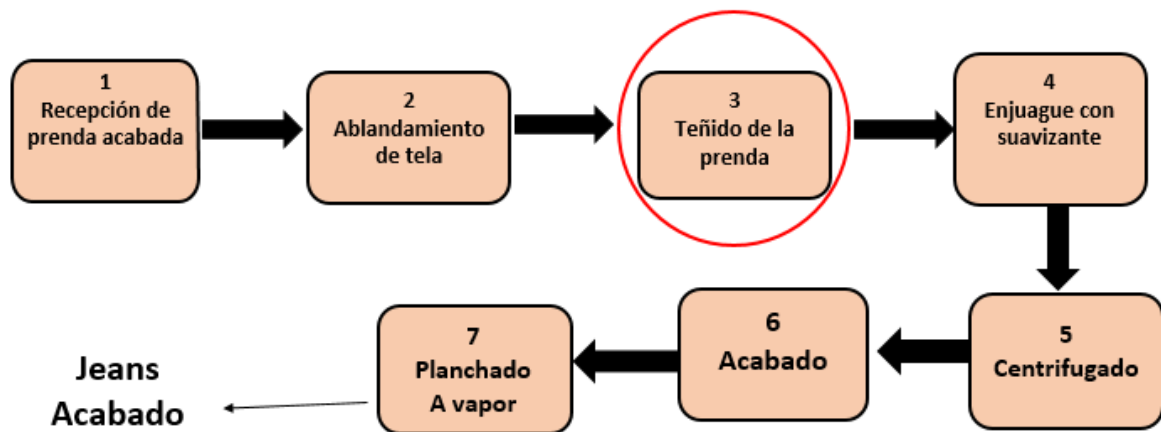 1
Recepción de
prenda acabada
2
Ablandamiento
de tela
3
Teñido de la
prenda
4
Enjuague con
suavizante
5
Centrifugado
6
Acabado
7
Planchado
A vapor
Jeans
Acabado